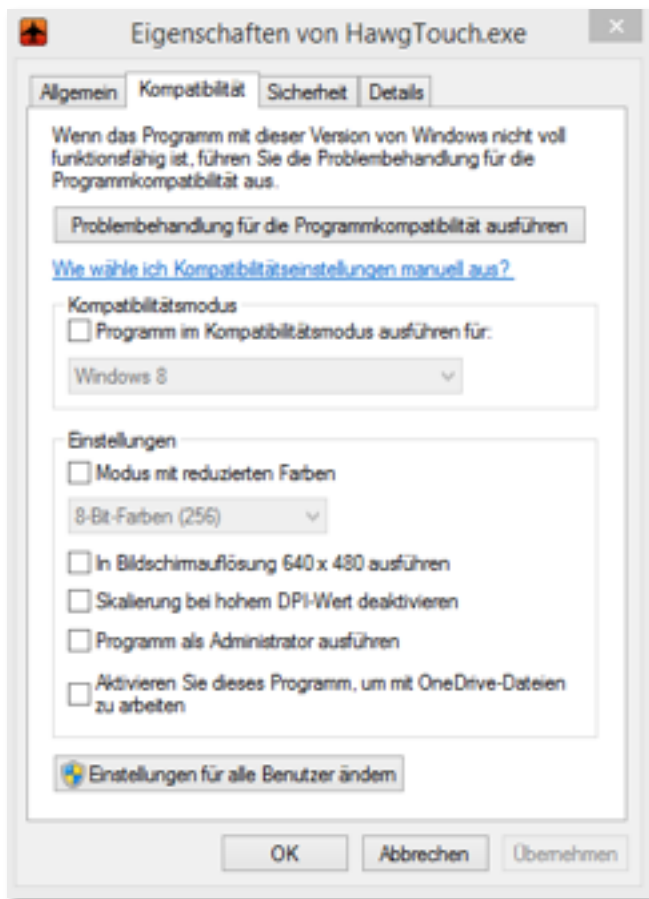 Eigenschaften von HawgTouch.exe
Allgemein Kompatibilität Sicherheit Details
Wenn das Programm mit dieser Version von Windows nicht voll
funktionsfähig ist, führen Sie die Problembehandlung für die
Programmkompatibilität aus.
Problembehandlung für die Programmkompatibilität ausführen
Wie wähle ich Kompatibilitätseinstellungen manuell aus?
Kompatibilitätsmodus
Programm im Kompatibilitätsmodus ausführen für:
Windows 8
Einstellungen
Modus mit reduzierten Farben
8-Bit-Farben (256)
In Bildschirmauflösung 640 x 480 ausführen
Skalierung bei hohem DPI-Wert deaktivieren
Programm als Administrator ausführen
Aktivieren Sie dieses Programm, um mit OneDrive-Dateien
zu arbeiten
Einstellungen für alle Benutzer ändern
OK Abbrechen Übernehmen